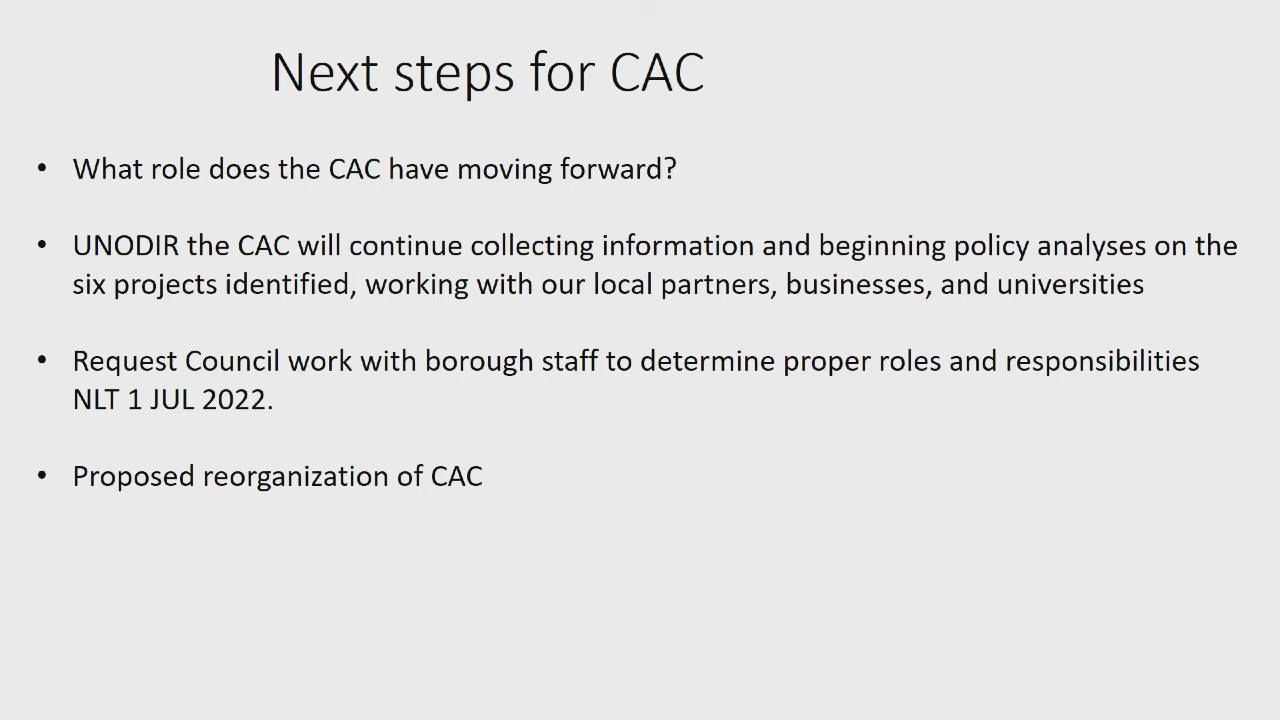 Next steps for CAC
• What role does the CAC have moving forward?
• UNODIR the CAC will continue collecting information and beginning policy analyses on the
six projects identified, working with our local partners, businesses, and universities
• Request Council work with borough staff to determine proper roles and responsibilities
NLT 1 JUL 2022.
• Proposed reorganization of CAC